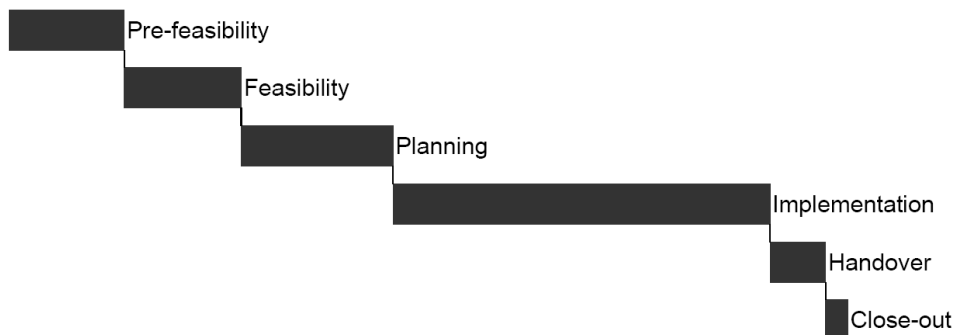 Pre-feasibility
Feasibility
Planning
Implementation
Handover
Close-out